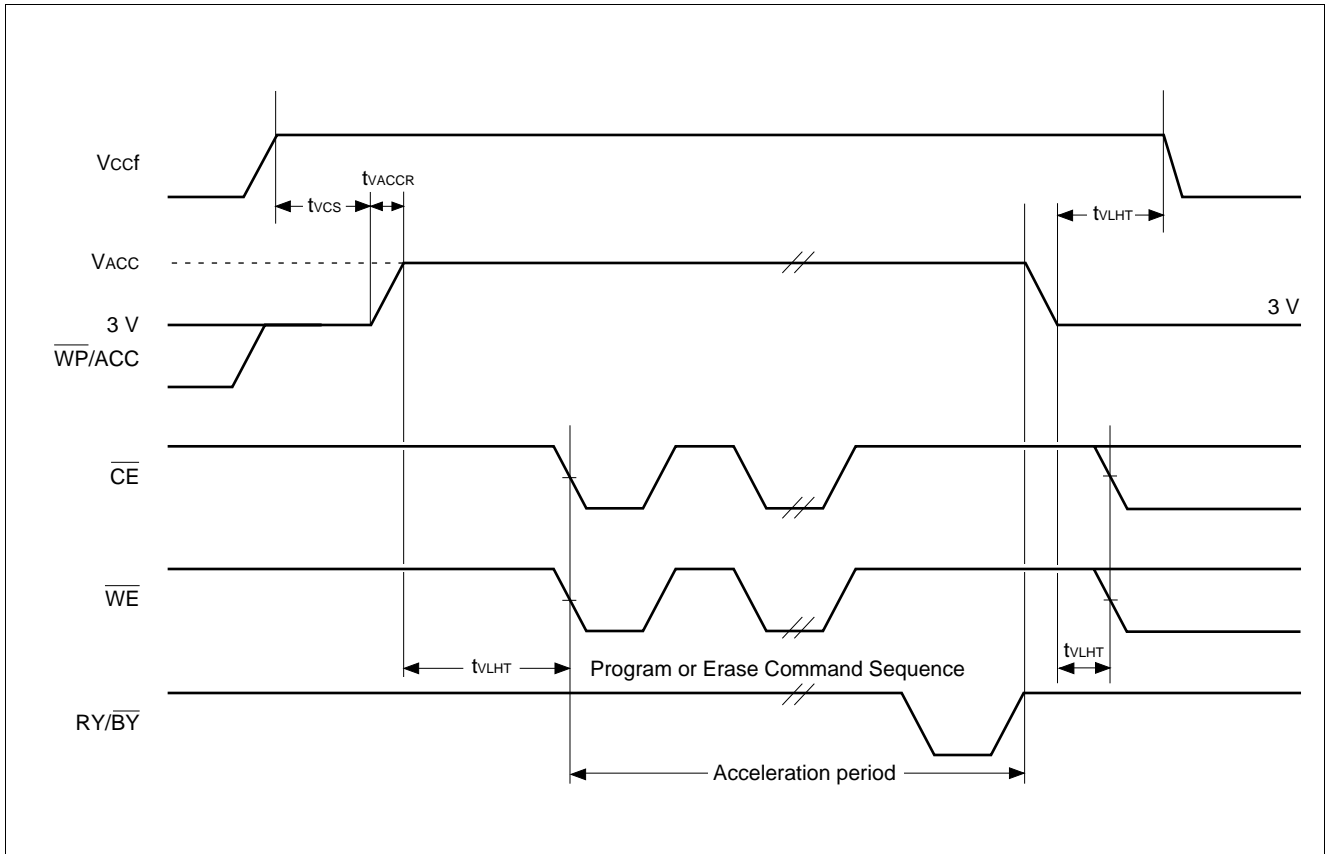 Vccf
tVACCR
tVCS
tVLHT
VACC
3 V
3 V
WP/ACC
CE
WE
tVLHT
Program or Erase Command Sequence
tVLHT
RY/BY
Acceleration period